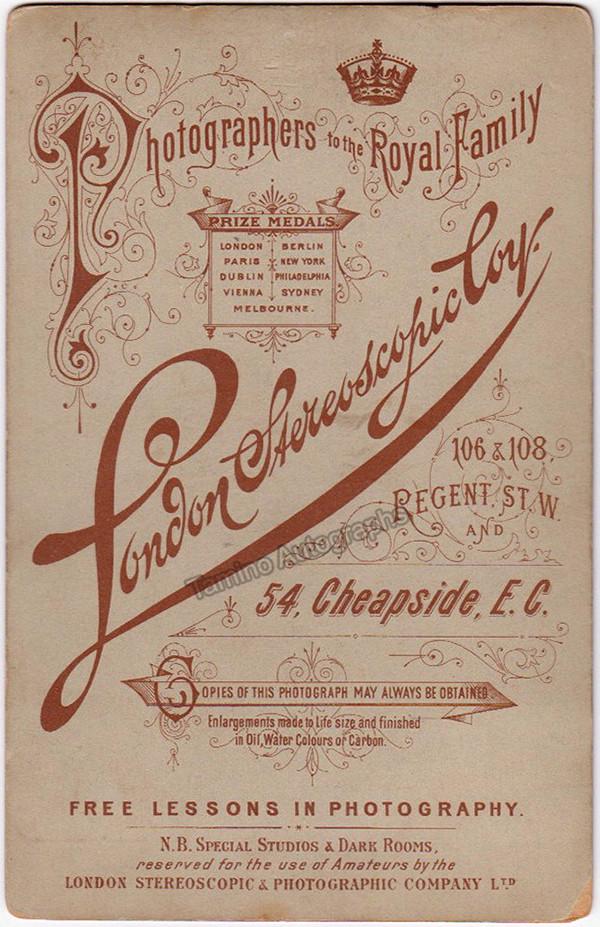 Photographers to the Royal Family
PRIZE MEDALS
LONDON BERLIN
PARIS NEW YORK
DUBLIN PHILADELPHIA
VIENNA SYDNEY
MELBOURNE.
London Stereoscopic Coy.
106 & 108,
REGENT. ST. W.
AND
Tamino Autographs
54, Cheapside, E.C.
COPIES OF THIS PHOTOGRAPH MAY ALWAYS BE OBTAINED.
Enlargements made to Life size and finished
in Oil, Water Colours or Carbon.
FREE LESSONS IN PHOTOGRAPHY.
N.B. SPECIAL STUDIOS & DARK ROOMS,
reserved for the use of Amateurs by the
LONDON STEREOSCOPIC & PHOTOGRAPHIC COMPANY LTD